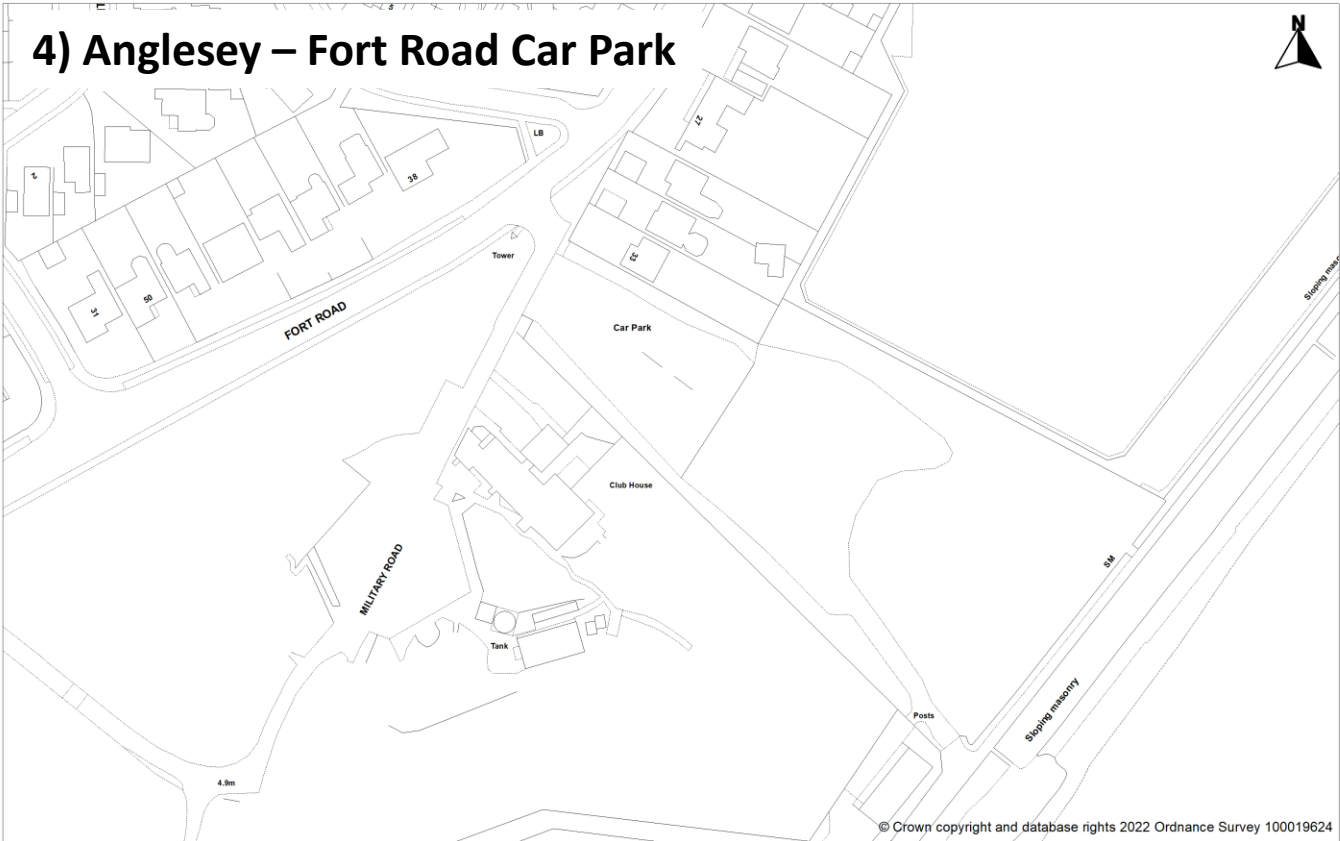 4) Anglesey – Fort Road Car Park
N
LB
27
38
2
Tower
33
50
31
FORT ROAD
Car Park
Club House
SM
MILITARY ROAD
Tank
Sloping masonry
Posts
4.9m
© Crown copyright and database rights 2022 Ordnance Survey 100019624